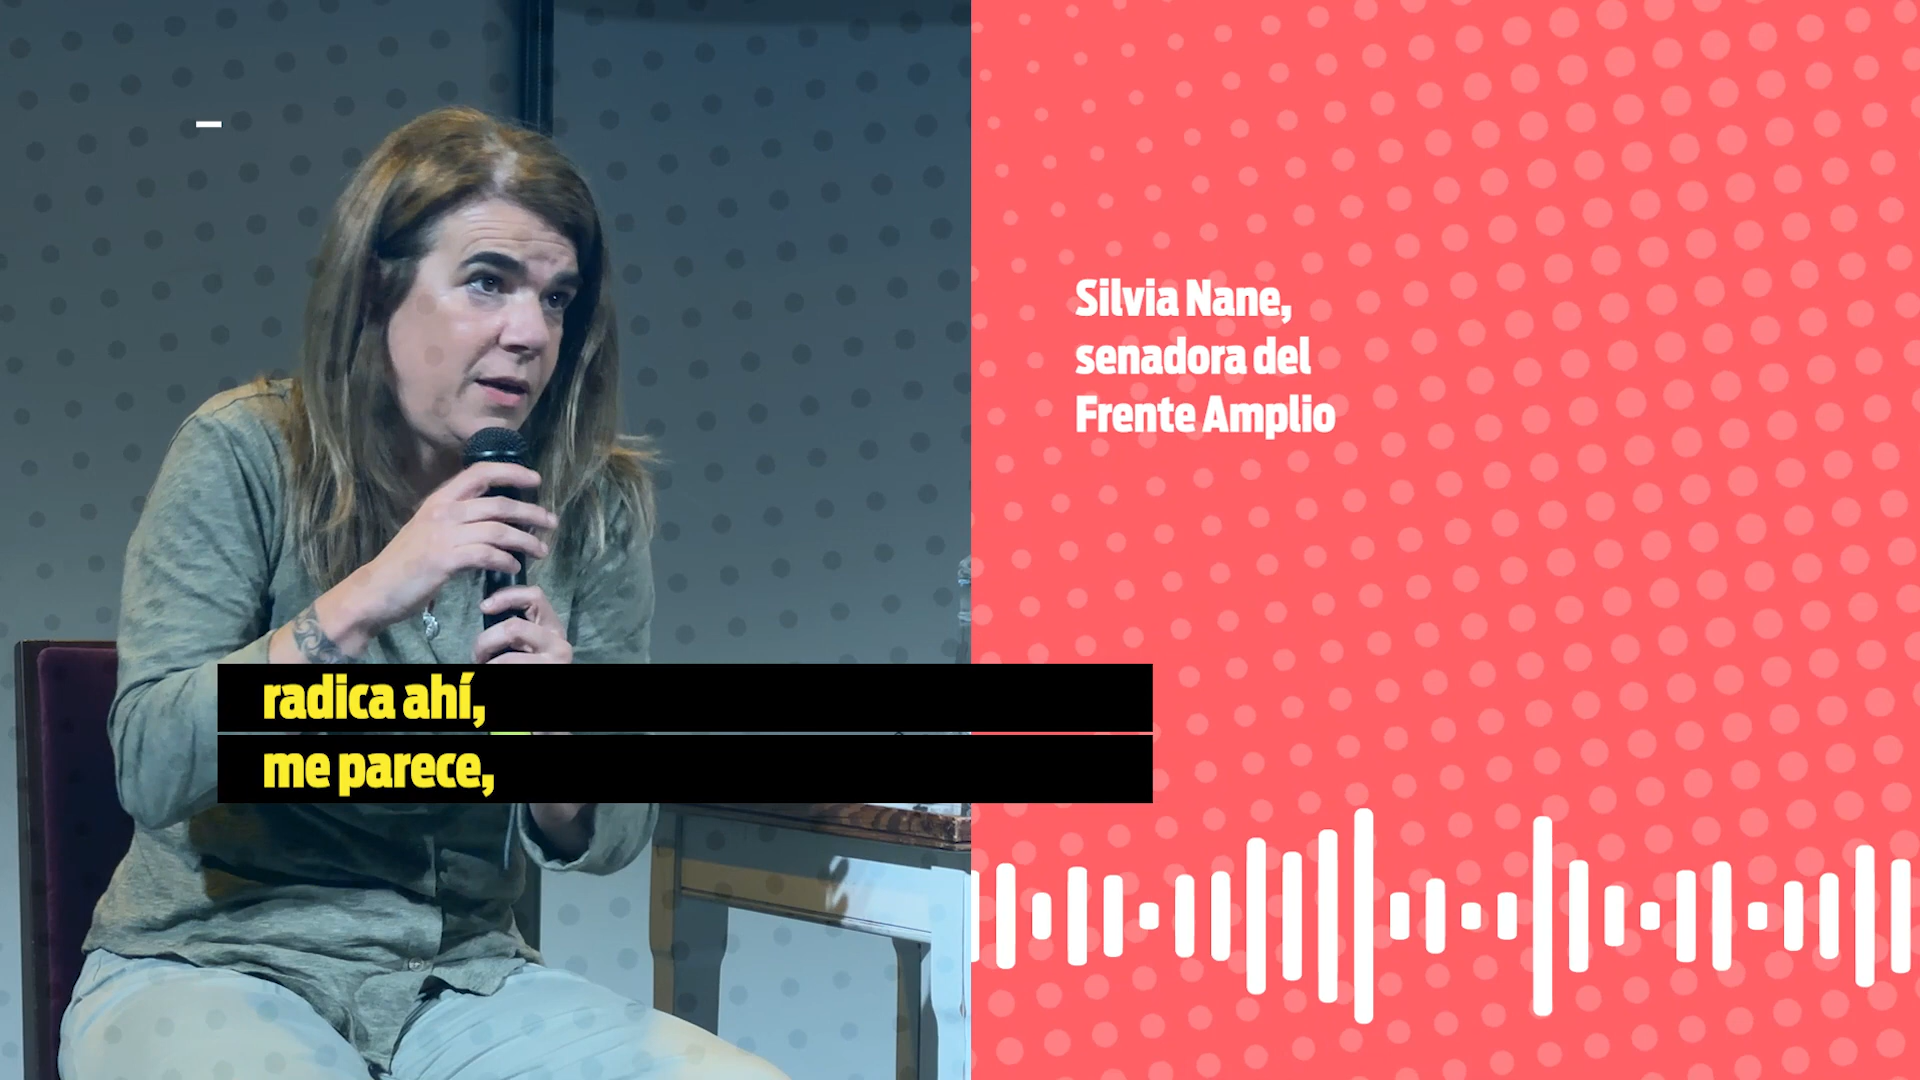 Silvia Nane,
senadora del
Frente Amplio
radica ahí,
me parece,